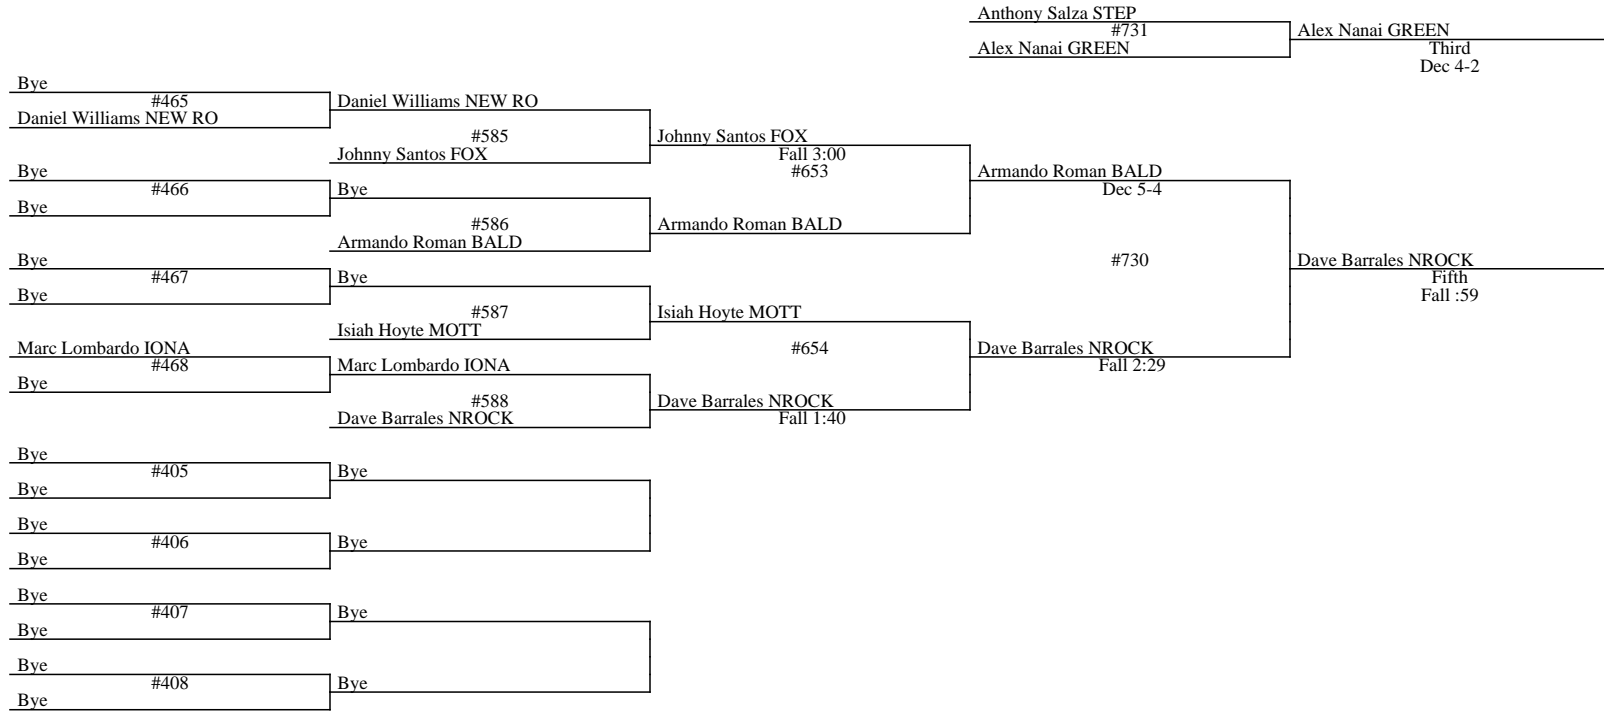 Anthony Salza STEP
#731
Alex Nanai GREEN
Alex Nanai GREEN
Third
Dec 4-2
Bye
#465
Daniel Williams NEW RO
Daniel Williams NEW RO
#585
Johnny Santos FOX
Johnny Santos FOX
Fall 3:00
#653
Bye
#466
Bye
Bye
#586
Armando Roman BALD
Armando Roman BALD
Armando Roman BALD
Dec 5-4
#730
Bye
#467
Bye
Bye
#587
Isiah Hoyte MOTT
Isiah Hoyte MOTT
#654
Marc Lombardo IONA
#468
Bye
Marc Lombardo IONA
#588
Dave Barrales NROCK
Dave Barrales NROCK
Fall 1:40
Dave Barrales NROCK
Fall 2:29
Dave Barrales NROCK
Fifth
Fall :59
Bye
#405
Bye
Bye
Bye
#406
Bye
Bye
Bye
#407
Bye
Bye
Bye
#408
Bye
Bye